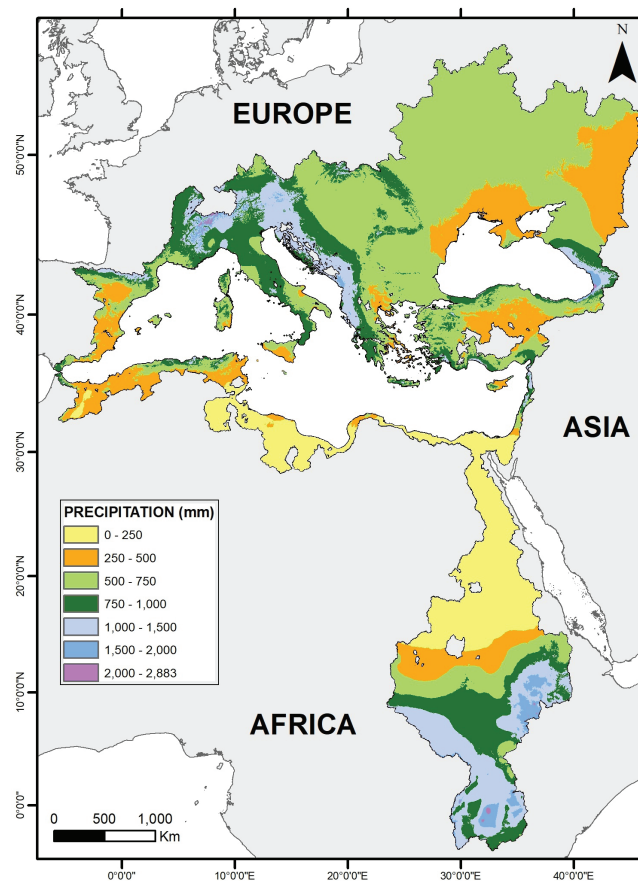 N
EUROPE
ASIA
AFRICA
50°0'0"N
40°0'0"N
30°0'0"N
20°0'0"N
10°0'0"N
0°0'0"
PRECIPITATION (mm)
0 - 250
250 - 500
500 - 750
750 - 1,000
1,000 - 1,500
1,500 - 2,000
2,000 - 2,883
0 500 1,000
Km
0°0'0" 10°0'0"E 20°0'0"E 30°0'0"E 40°0'0"E